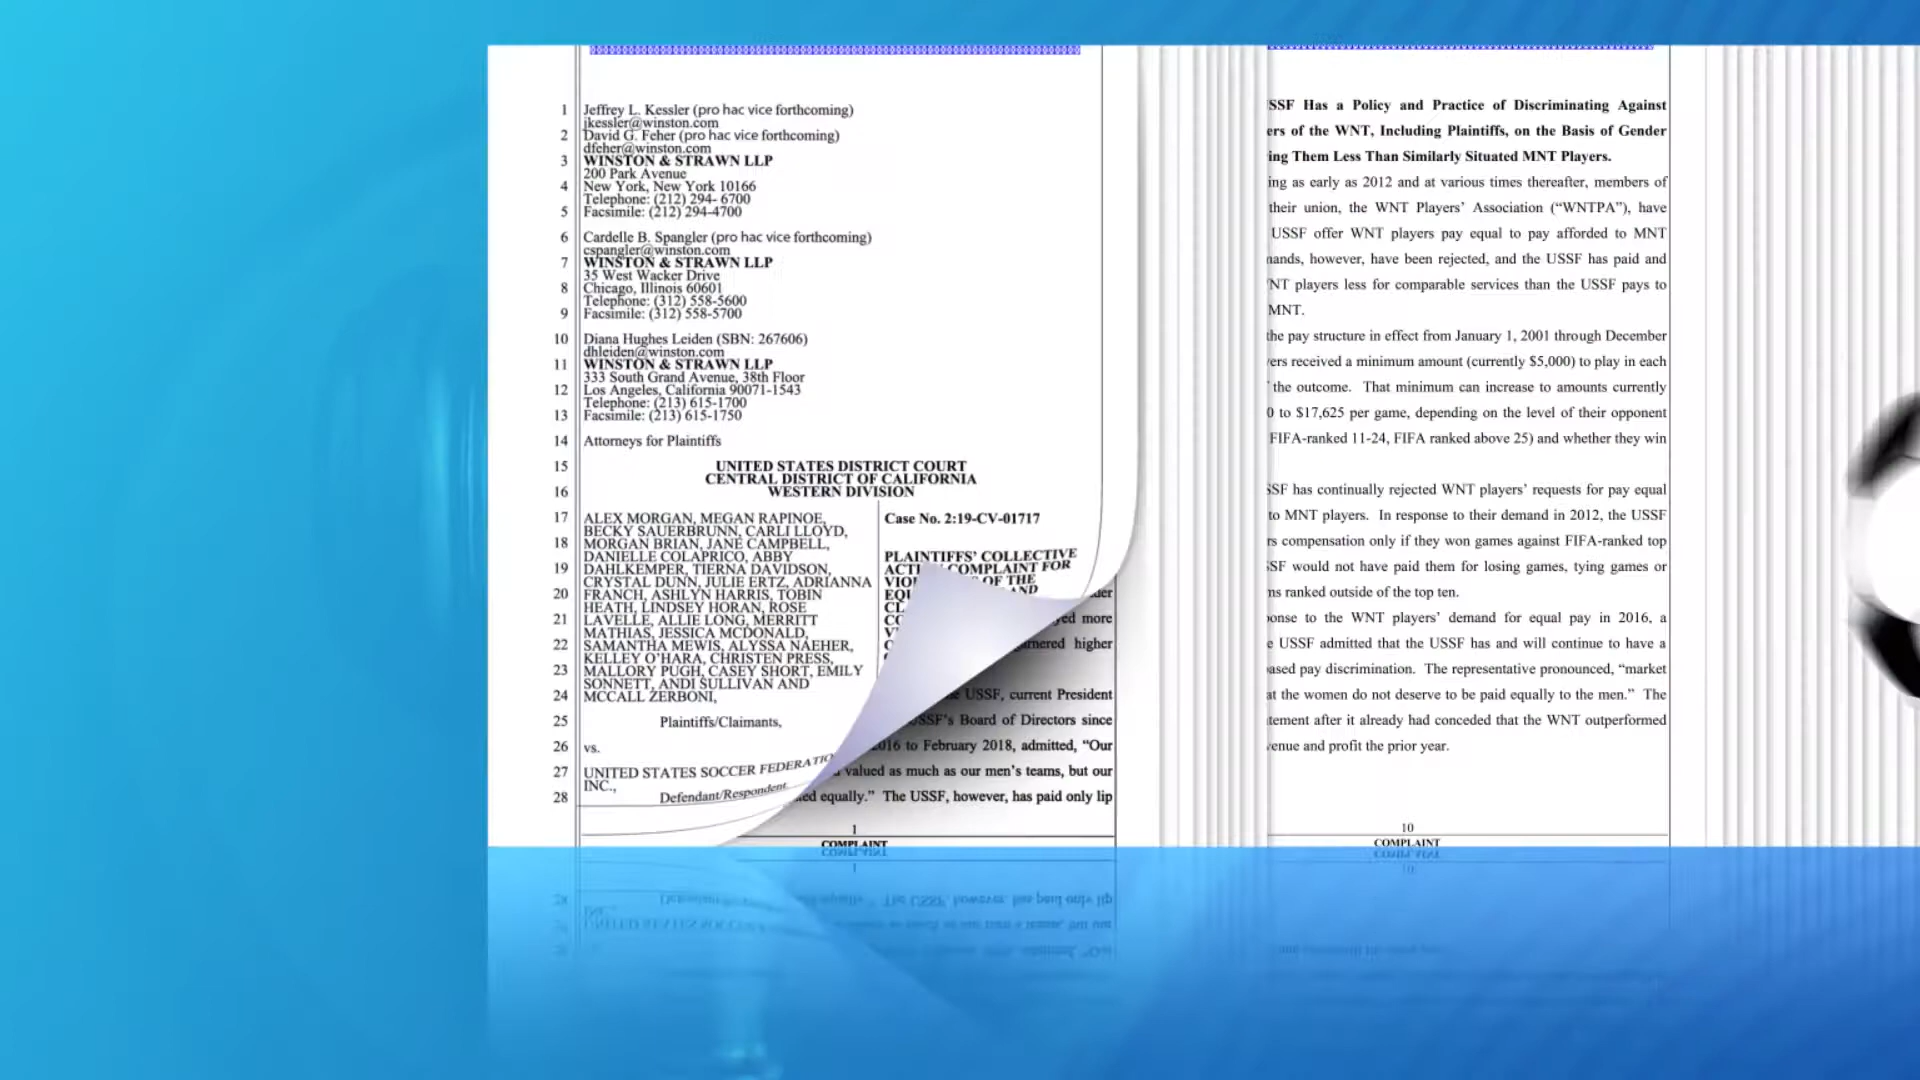 1 Jeffrey L. Kessler (pro hac vice forthcoming)
jkessler@winston.com
2 David G. Feher (pro hac vice forthcoming)
dfeher@winston.com
3 WINSTON & STRAWN LLP
200 Park Avenue
4 New York, New York 10166
Telephone: (212) 294- 6700
5 Facsimile: (212) 294-4700
6 Cardelle B. Spangler (pro hac vice forthcoming)
cspangler@winston.com
7 WINSTON & STRAWN LLP
35 West Wacker Drive
8 Chicago, Illinois 60601
Telephone: (312) 558-5600
9 Facsimile: (312) 558-5700
10 Diana Hughes Leiden (SBN: 267606)
dhleiden@winston.com
11 WINSTON & STRAWN LLP
333 South Grand Avenue, 38th Floor
12 Los Angeles, California 90071-1543
Telephone: (213) 615-1700
13 Facsimile: (213) 615-1750
14 Attorneys for Plaintiffs
15 UNITED STATES DISTRICT COURT
CENTRAL DISTRICT OF CALIFORNIA
16 WESTERN DIVISION
17 ALEX MORGAN, MEGAN RAPINOE,
BECKY SAUERBRUNN, CARLI LLOYD,
18 MORGAN BRIAN, JANE CAMPBELL,
DANIELLE COLAPRICO, ABBY
19 DAHLKEMPER, TIERNA DAVIDSON,
CRYSTAL DUNN, JULIE ERTZ, ADRIANNA
20 FRANCH, ASHLYN HARRIS, TOBIN
HEATH, LINDSEY HORAN, ROSE
21 LAVELLE, ALLIE LONG, MERRITT
MATHIAS, JESSICA MCDONALD,
22 SAMANTHA MEWIS, ALYSSA NAEHER,
KELLEY O'HARA, CHRISTEN PRESS,
23 MALLORY PUGH, CASEY SHORT, EMILY
SONNETT, ANDI SULLIVAN AND
24 MCCALL ZERBONI,
25 Plaintiffs/Claimants,
26 vs.
27 UNITED STATES SOCCER FEDERATIO
INC.,
28 Defendant/Respondent
Case No. 2:19-CV-01717
PLAINTIFFS' COLLECTIVE
COMPLAINT FOR
OF THE
yed more
higher
USSF, current President
USSF's Board of Directors since
2016 to February 2018, admitted, “Our
valued as much as our men's teams, but our
equally.” The USSF, however, has paid only lip
1
COMPLAINT
SSF Has a Policy and Practice of Discriminating Against
ers of the WNT, Including Plaintiffs, on the Basis of Gender
ing Them Less Than Similarly Situated MNT Players.
ing as early as 2012 and at various times thereafter, members of
their union, the WNT Players' Association (“WNTPA”), have
USSF offer WNT players pay equal to pay afforded to MNT
nands, however, have been rejected, and the USSF has paid and
NT players less for comparable services than the USSF pays to
MNT.
the pay structure in effect from January 1, 2001 through December
ers received a minimum amount (currently $5,000) to play in each
the outcome. That minimum can increase to amounts currently
0 to $17,625 per game, depending on the level of their opponent
FIFA-ranked 11-24, FIFA ranked above 25) and whether they win
SSF has continually rejected WNT players' requests for pay equal
to MNT players. In response to their demand in 2012, the USSF
rs compensation only if they won games against FIFA-ranked top
SSF would not have paid them for losing games, tying games or
ns ranked outside of the top ten.
onse to the WNT players' demand for equal pay in 2016, a
e USSF admitted that the USSF has and will continue to have a
ased pay discrimination. The representative pronounced, “market
at the women do not deserve to be paid equally to the men.” The
tement after it already had conceded that the WNT outperformed
venue and profit the prior year.
10
COMPLAINT